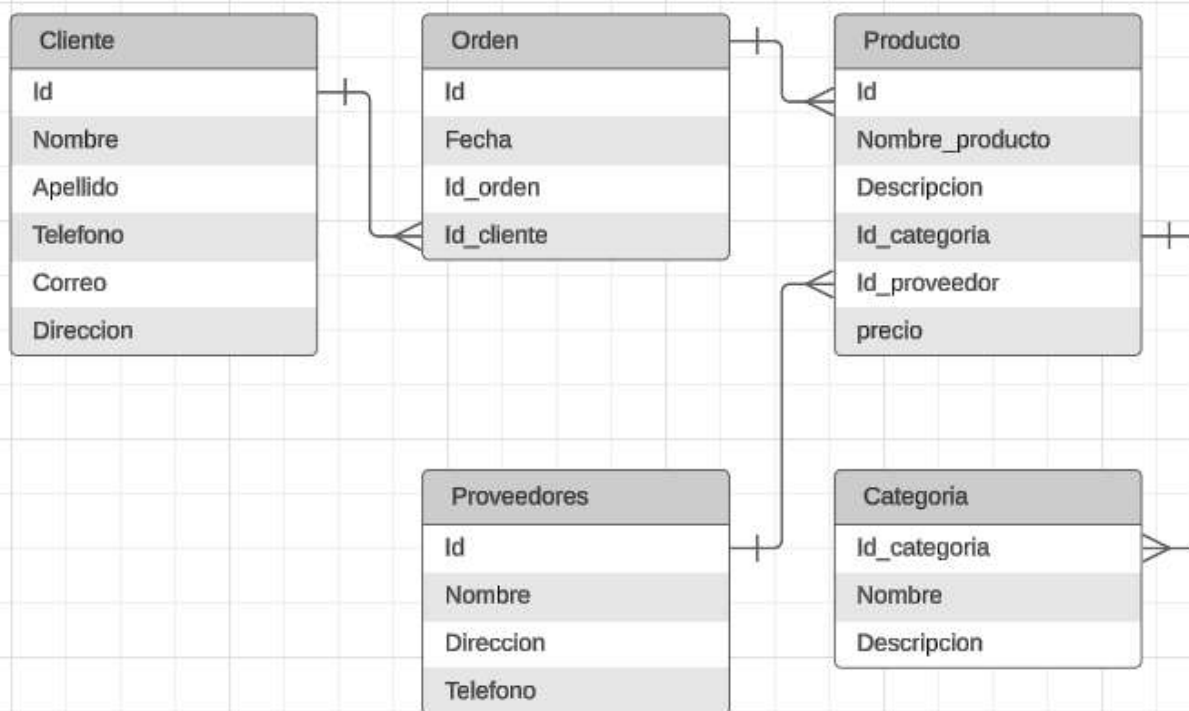 Cliente
Id
Nombre
Apellido
Telefono
Correo
Direccion
Orden
Id
Fecha
Id_orden
Id_cliente
Producto
Id
Nombre_producto
Descripcion
Id_categoria
Id_proveedor
precio
Proveedores
Id
Nombre
Direccion
Telefono
Categoria
Id_categoria
Nombre
Descripcion